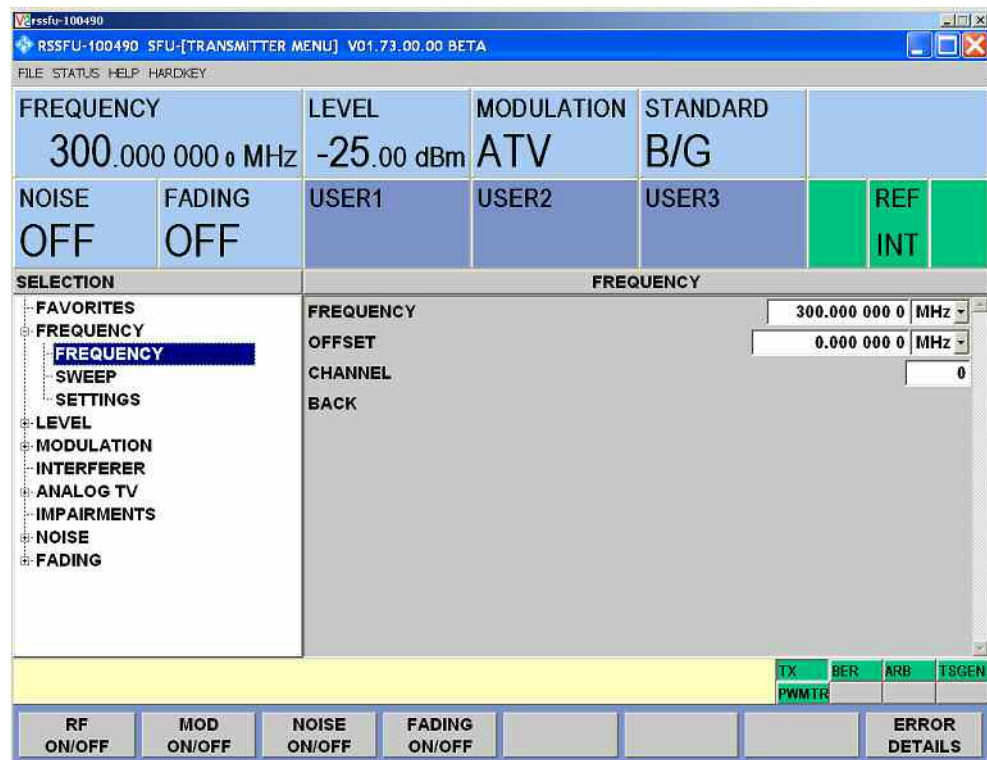 rssfu-100490
RSSFU-100490 SFU-[TRANSMITTER MENU] V01.73.00.00 BETA
FILE STATUS HELP HARDKEY
FREQUENCY
300.000 000 0 MHz
LEVEL
-25.00 dBm
MODULATION
ATV
STANDARD
B/G
NOISE
OFF
FADING
OFF
USER1
USER2
USER3
REF
INT
SELECTION
FAVORITES
FREQUENCY
FREQUENCY
SWEEP
SETTINGS
LEVEL
MODULATION
INTERFERER
ANALOG TV
IMPAIRMENTS
NOISE
FADING
FREQUENCY
FREQUENCY 300.000 000 0 MHz
OFFSET 0.000 000 0 MHz
CHANNEL 0
BACK
TX BER ARB TSGEN
PWMTR
RF ON/OFF
MOD ON/OFF
NOISE ON/OFF
FADING ON/OFF
ERROR DETAILS